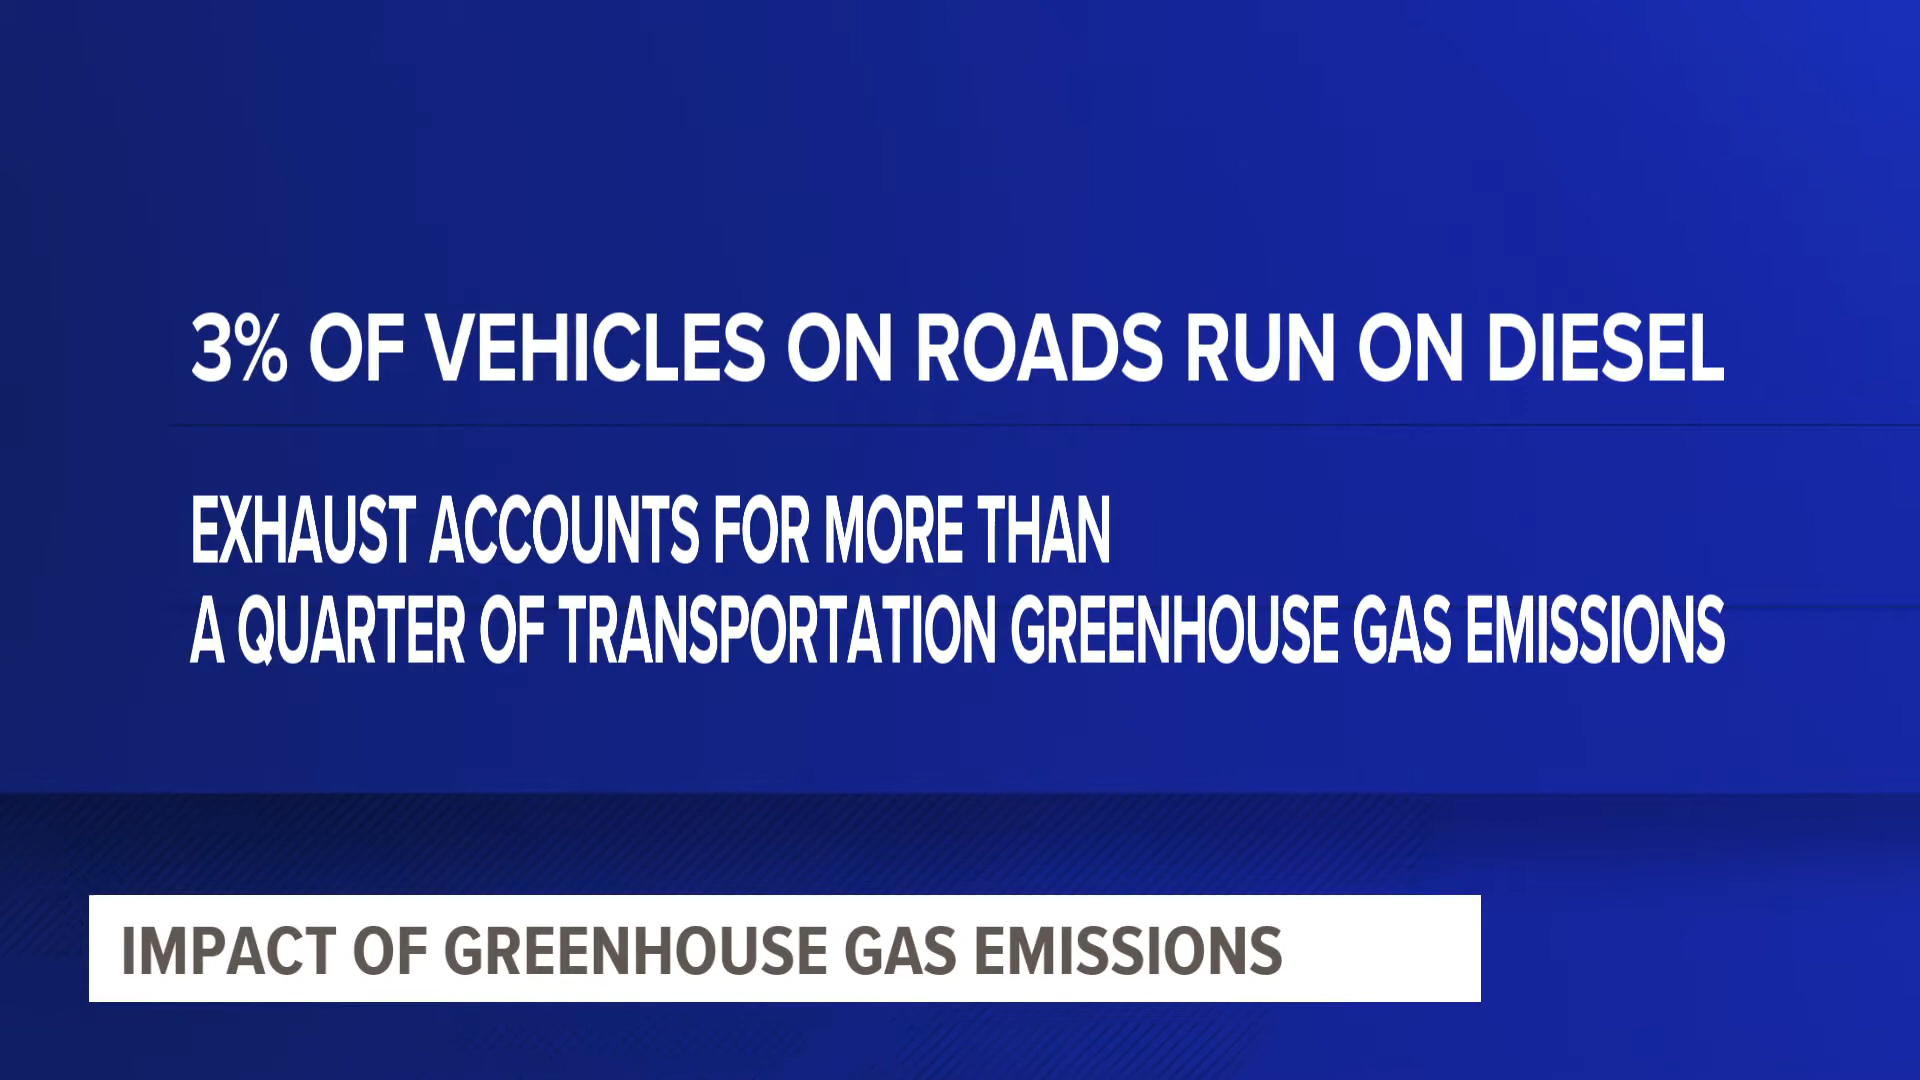 3% OF VEHICLES ON ROADS RUN ON DIESEL
EXHAUST ACCOUNTS FOR MORE THAN
A QUARTER OF TRANSPORTATION GREENHOUSE GAS EMISSIONS
IMPACT OF GREENHOUSE GAS EMISSIONS